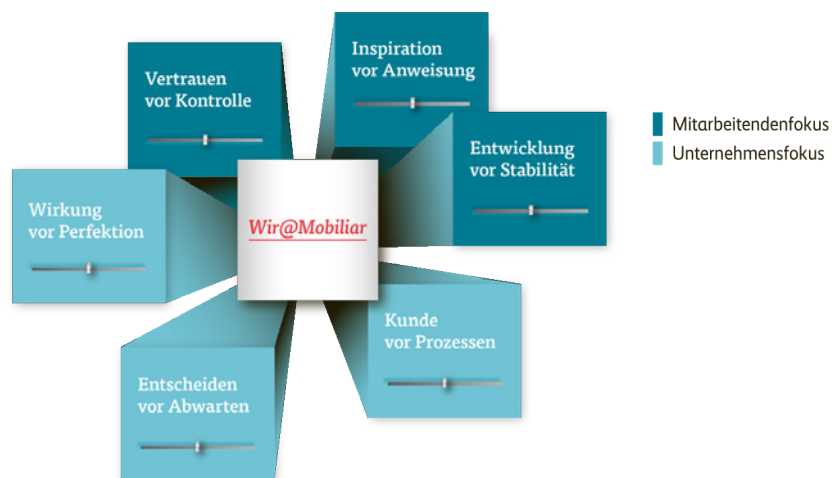 Inspiration
vor Anweisung
Vertrauen
vor Kontrolle
Entwicklung
vor Stabilität
Mitarbeitendenfokus
Unternehmensfokus
Wirkung
vor Perfektion
Wir@Mobiliar
Kunde
vor Prozessen
Entscheiden
vor Abwarten